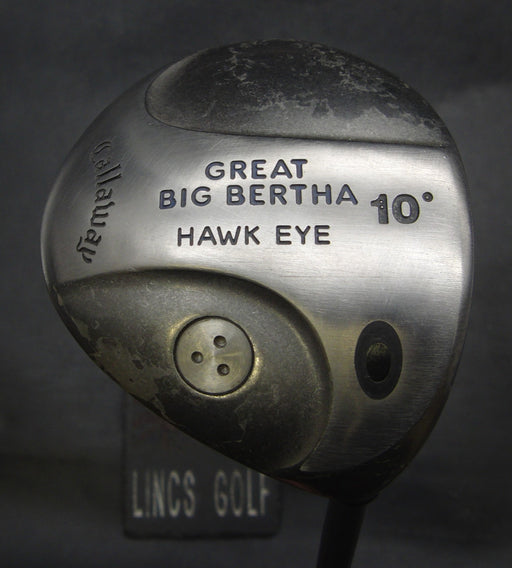 Callaway
GREAT
BIG BERTHA 10°
HAWK EYE
LINCS GOLF